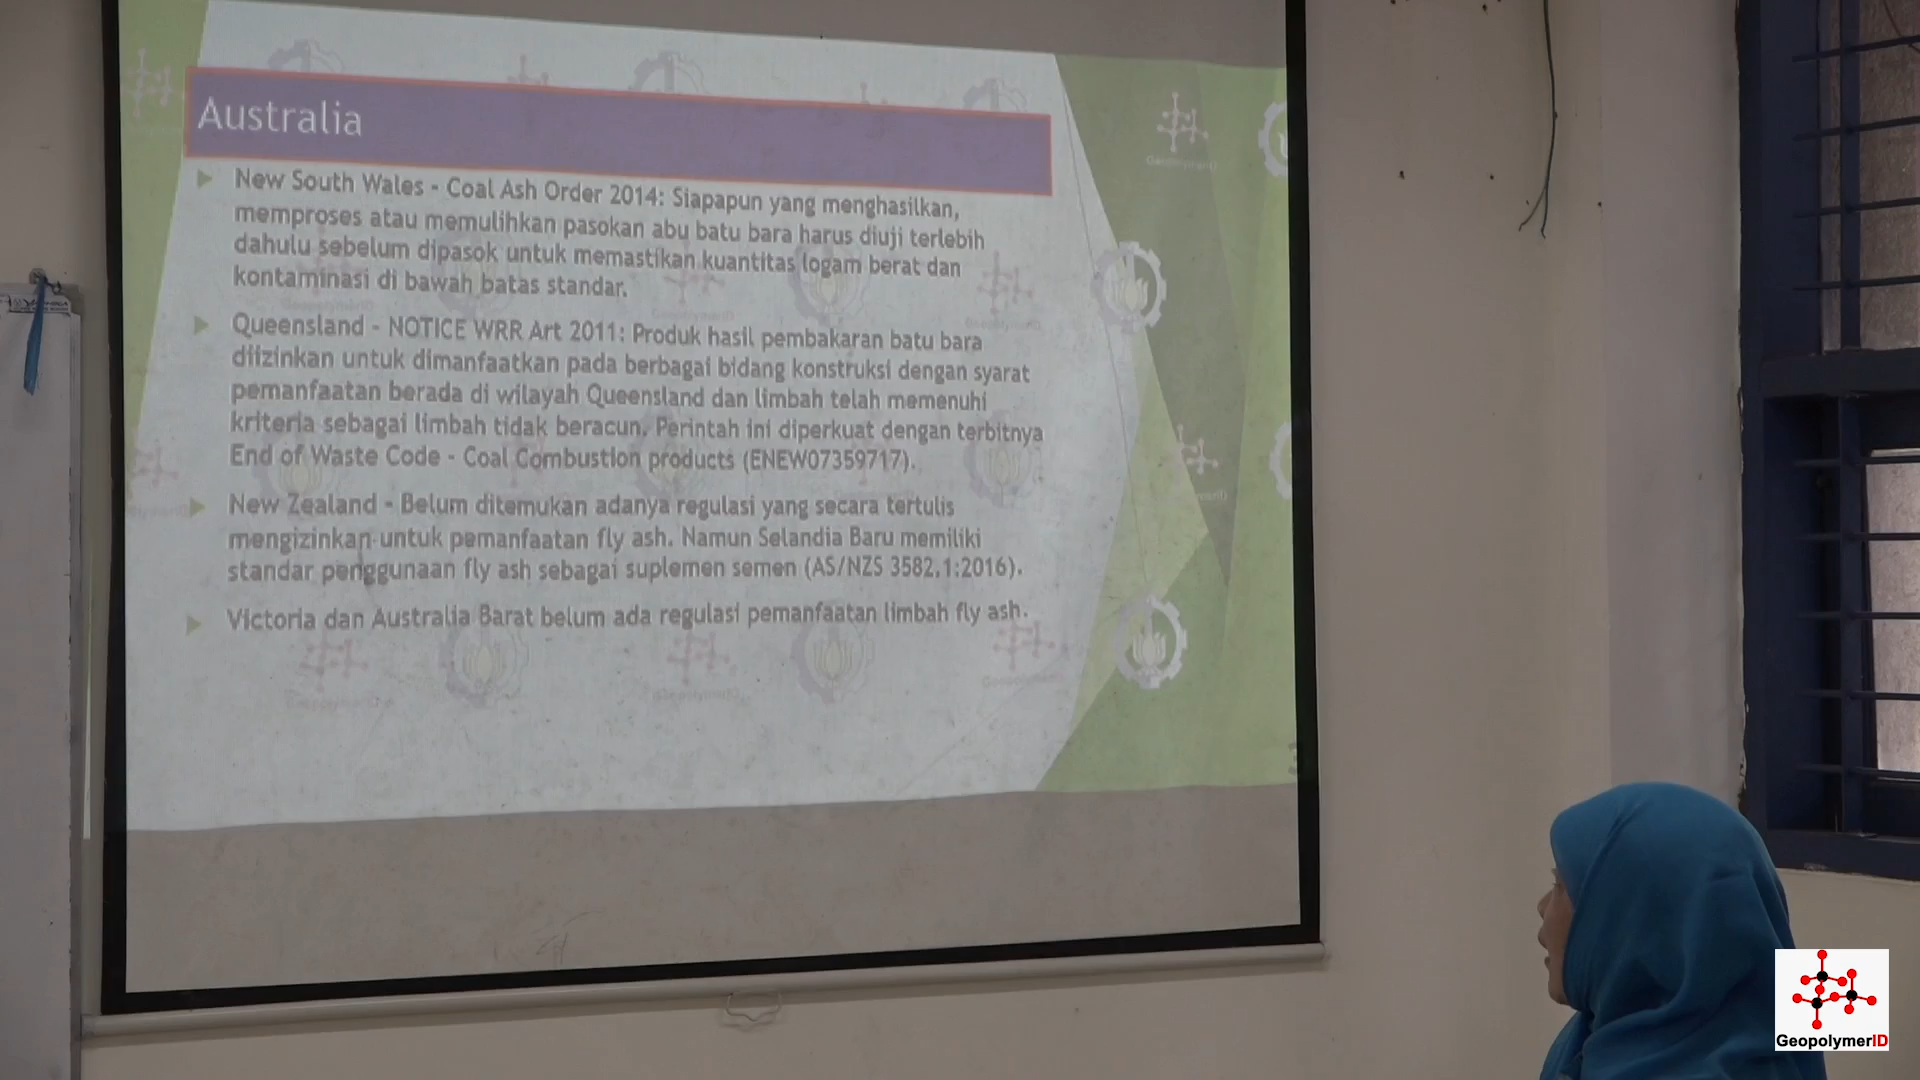 Australia
New South Wales - Coal Ash Order 2014: Siapapun yang menghasilkan,
memproses atau memulihkan pasokan abu batu bara harus diuji terlebih
dahulu sebelum dipasok untuk memastikan kuantitas logam berat dan
kontaminasi di bawah batas standar.
Queensland - NOTICE WRR Art 2011: Produk hasil pembakaran batu bara
diizinkan untuk dimanfaatkan pada berbagai bidang konstruksi dengan syarat
pemanfaatan berada di wilayah Queensland dan limbah telah memenuhi
kriteria sebagai limbah tidak beracun. Perintah ini diperkuat dengan terbitnya
End of Waste Code - Coal Combustion products (ENEW07359717).
New Zealand - Belum ditemukan adanya regulasi yang secara tertulis
mengizinkan untuk pemanfaatan fly ash. Namun Selandia Baru memiliki
standar penggunaan fly ash sebagai suplemen semen (AS/NZS 3582.1:2016).
Victoria dan Australia Barat belum ada regulasi pemanfaatan limbah fly ash.
GeopolymerID
GeopolymerID